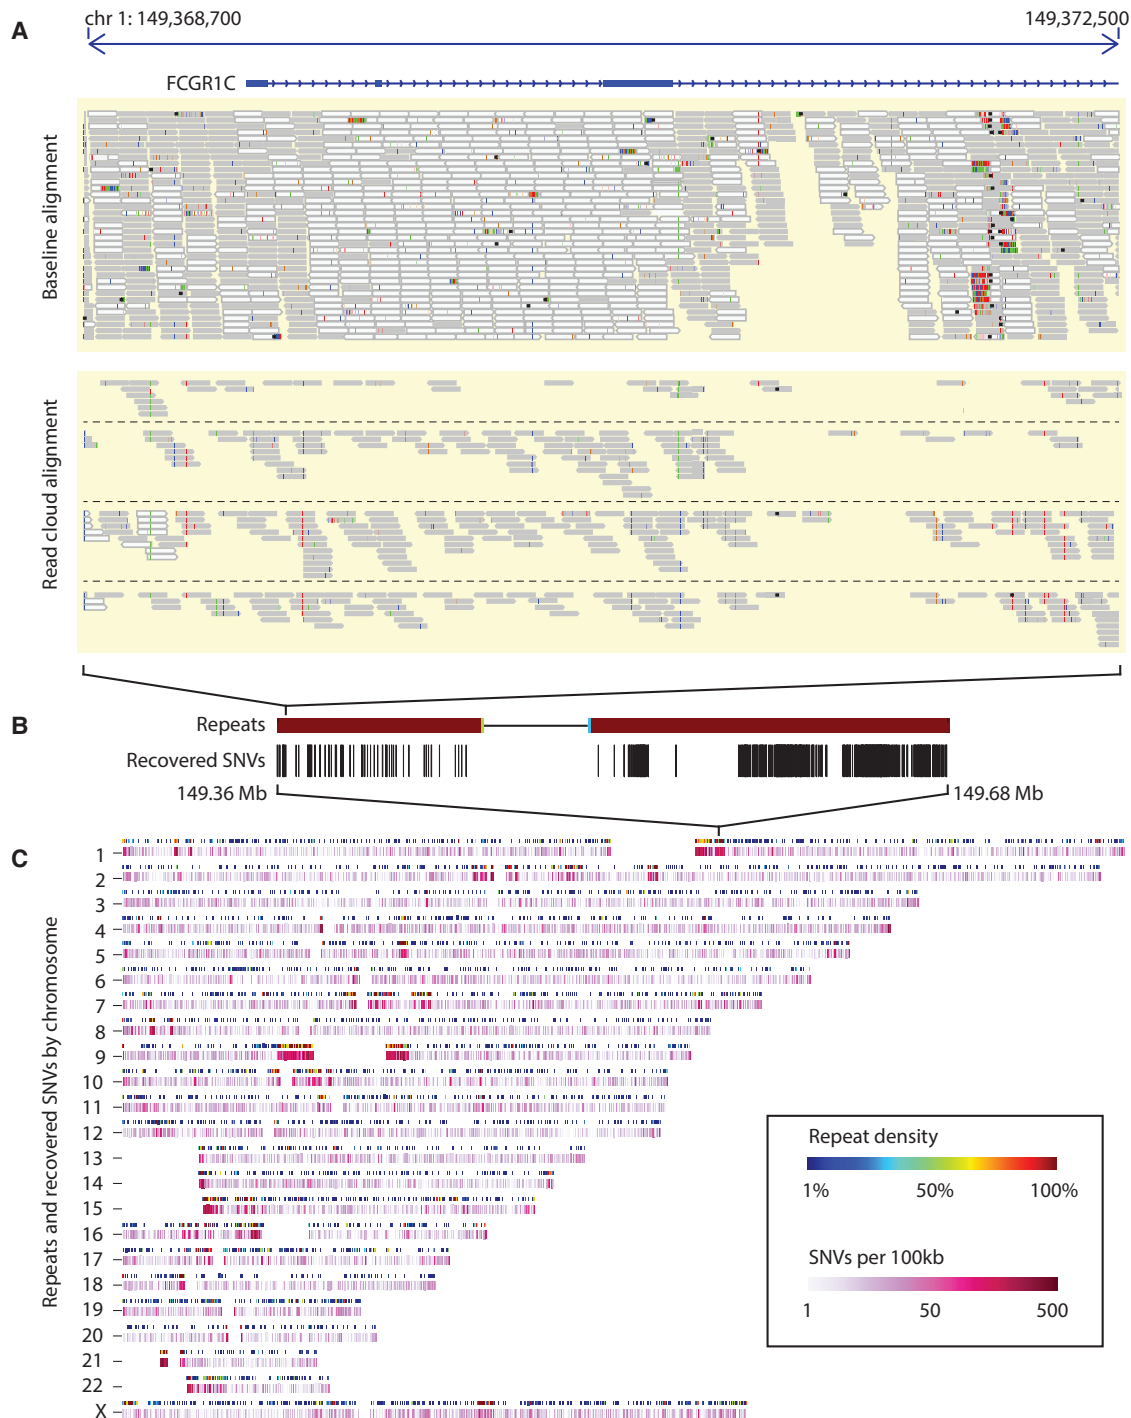 A
chr 1: 149,368,700
149,372,500
FCGR1C
Baseline alignment
Read cloud alignment
B
Repeats
Recovered SNVs
149.36 Mb
149.68 Mb
C
Repeats and recovered SNVs by chromosome
1
2
3
4
5
6
7
8
9
10
11
12
13
14
15
16
17
18
19
20
21
22
X
Repeat density
1% 50% 100%
SNVs per 100kb
1 50 500